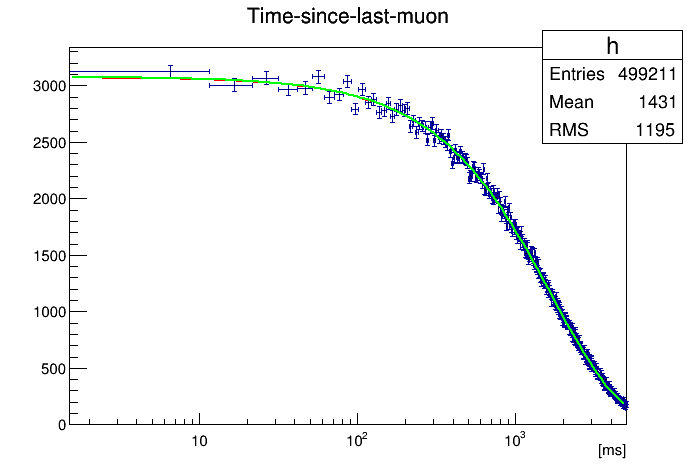 Time-since-last-muon
h
Entries 499211
Mean 1431
RMS 1195
3000
2500
2000
1500
1000
500
0
10 10² 10³
[ms]